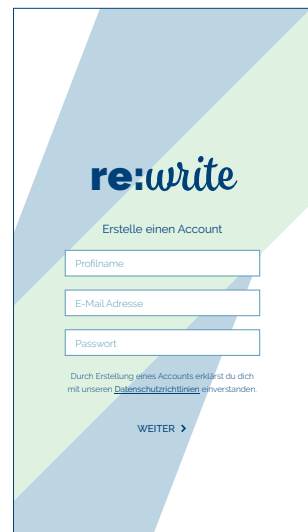 re:write
Erstelle einen Account
Profilname
E-Mail Adresse
Passwort
Durch Erstellung eines Accounts erklärst du dich
mit unseren Datenschutzrichtlinien einverstanden.
WEITER